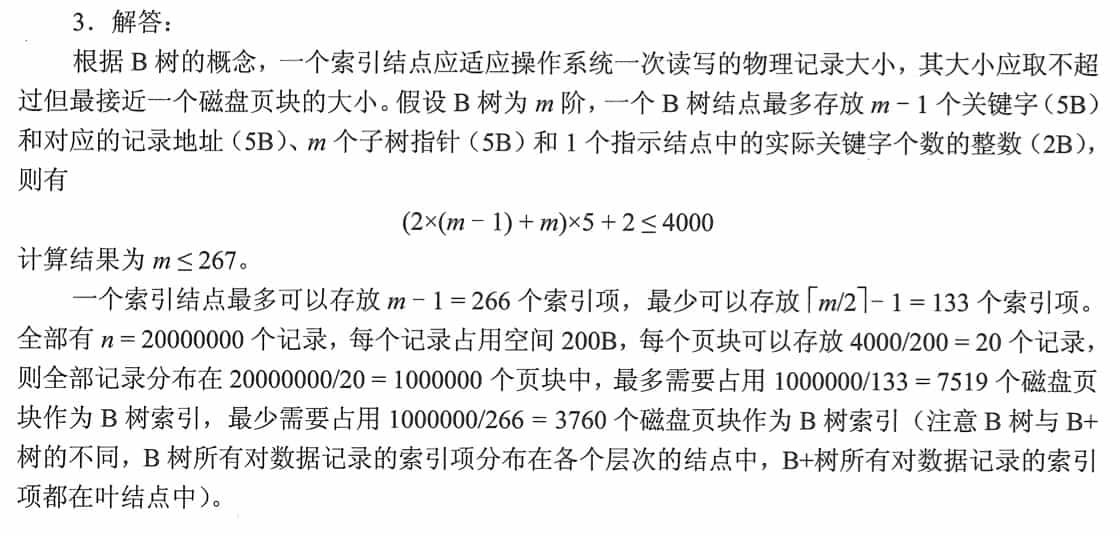 3．解答：
根据 B 树的概念，一个索引结点应适应操作系统一次读写的物理记录大小，其大小应取不超
过但最接近一个磁盘页块的大小。假设 B 树为 m 阶，一个 B 树结点最多存放 m − 1 个关键字（5B）
和对应的记录地址（5B）、m 个子树指针（5B）和 1 个指示结点中的实际关键字个数的整数（2B），
则有
(2×(m − 1) + m)×5 + 2 ≤ 4000
计算结果为 m ≤ 267。
一个索引结点最多可以存放 m − 1 = 266 个索引项，最少可以存放⌈m/2⌉− 1 = 133 个索引项。
全部有 n = 20000000 个记录，每个记录占用空间 200B，每个页块可以存放 4000/200 = 20 个记录，
则全部记录分布在 20000000/20 = 1000000 个页块中，最多需要占用 1000000/133 = 7519 个磁盘页
块作为 B 树索引，最少需要占用 1000000/266 = 3760 个磁盘页块作为 B 树索引（注意 B 树与 B+
树的不同，B 树所有对数据记录的索引项分布在各个层次的结点中，B+树所有对数据记录的索引
项都在叶结点中）。